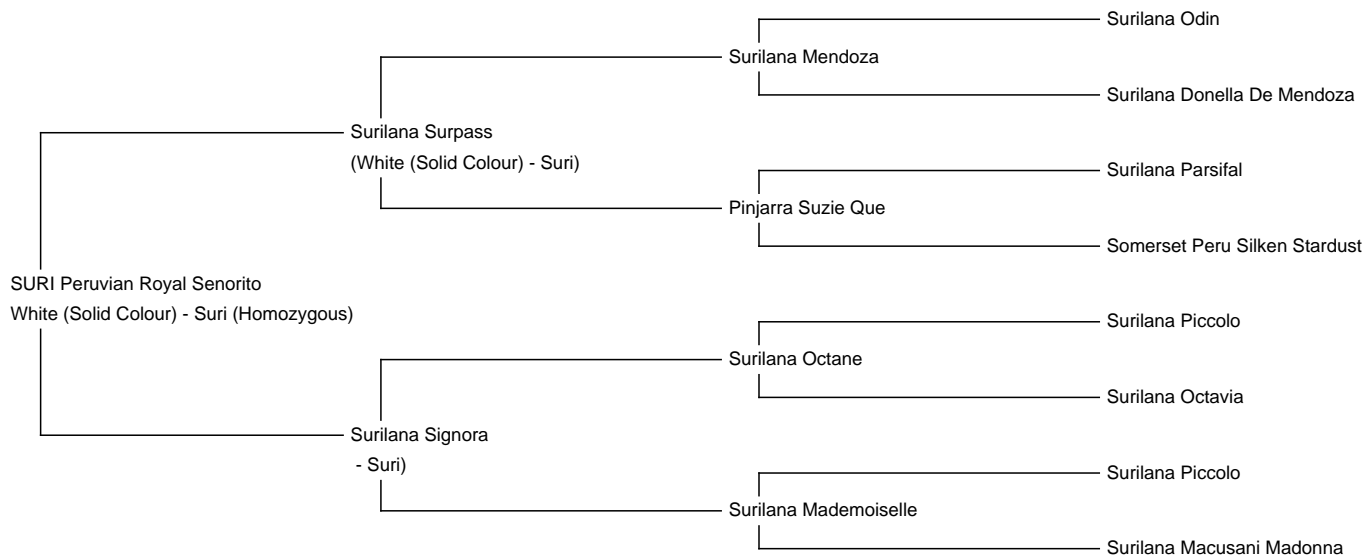 Surilana Odin
Surilana Mendoza
Surilana Donella De Mendoza
Surilana Surpass
(White (Solid Colour) - Suri)
Surilana Parsifal
Pinjarra Suzie Que
Somerset Peru Silken Stardust
SURI Peruvian Royal Senorito
White (Solid Colour) - Suri (Homozygous)
Surilana Piccolo
Surilana Octane
Surilana Octavia
Surilana Signora
- Suri)
Surilana Piccolo
Surilana Mademoiselle
Surilana Macusani Madonna